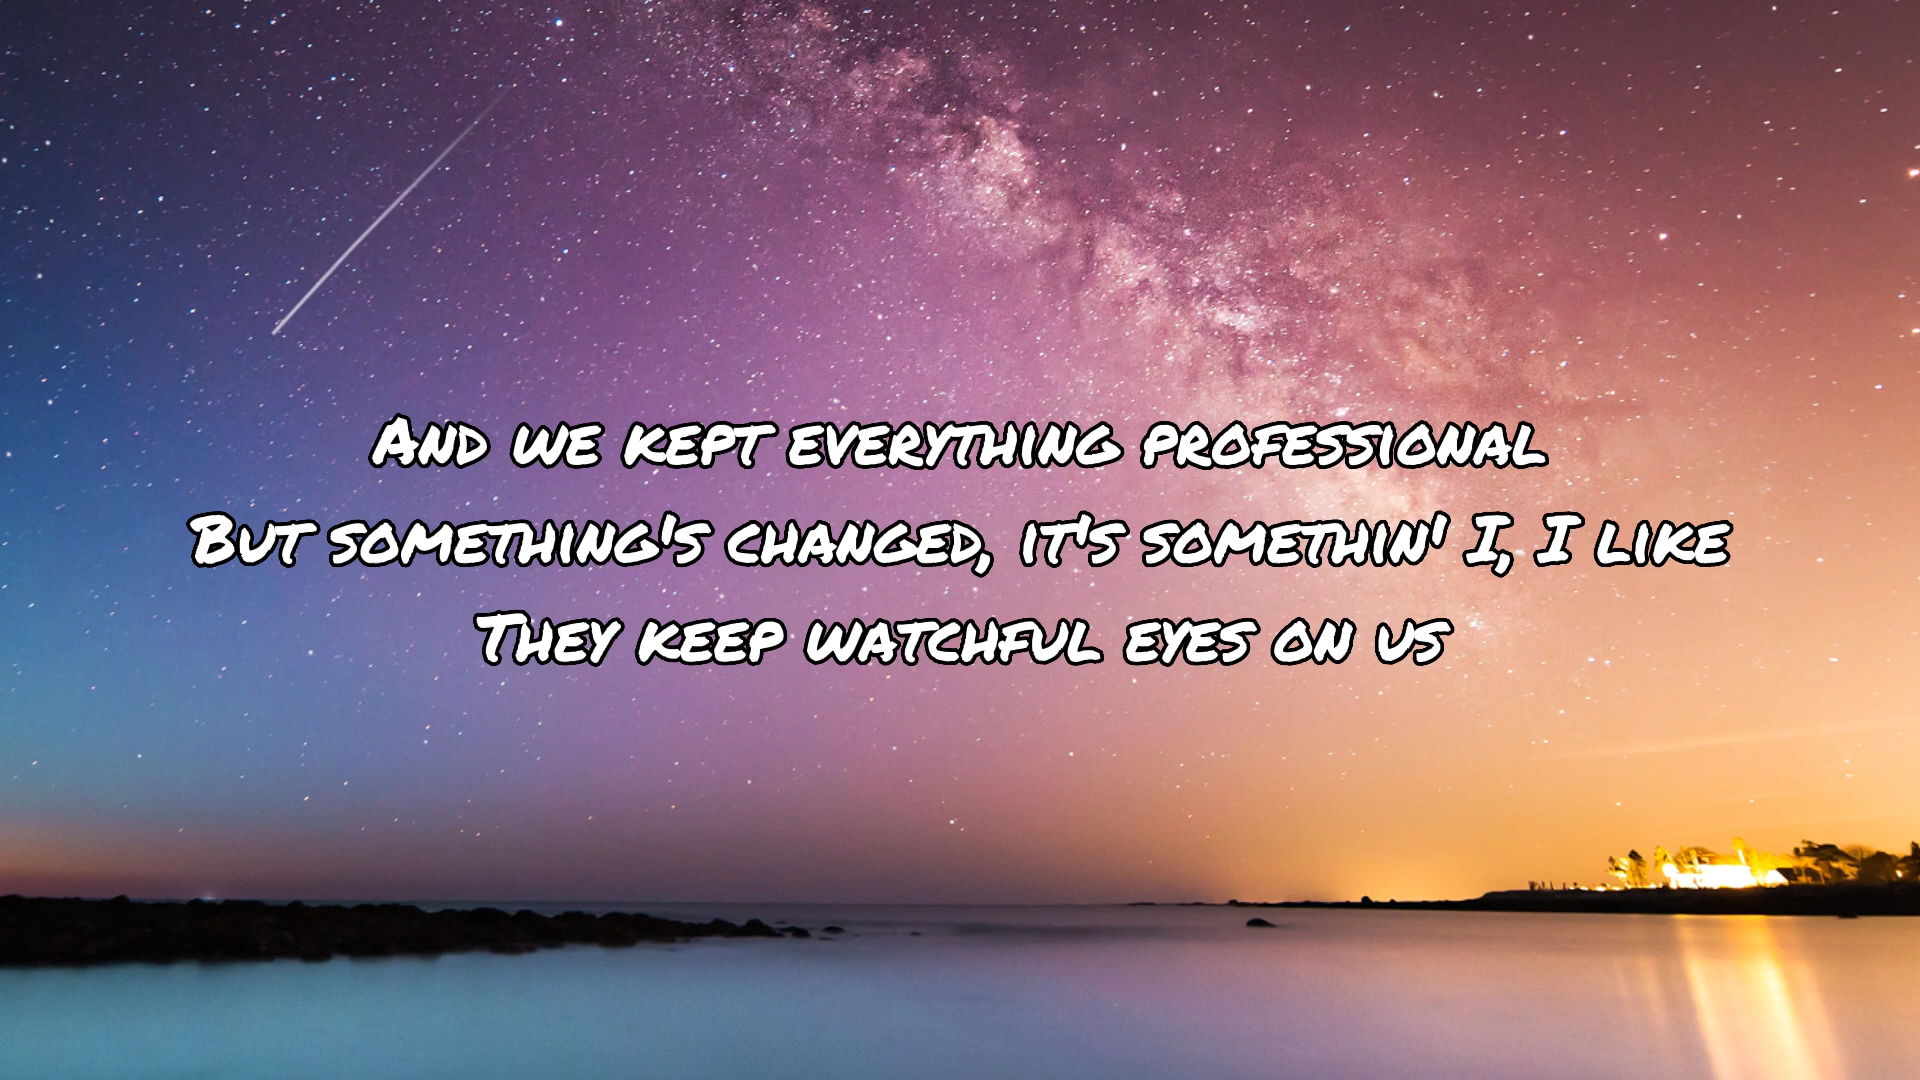 And we kept everything professional
But something's changed, it's somethin' I, I like
They keep watchful eyes on us